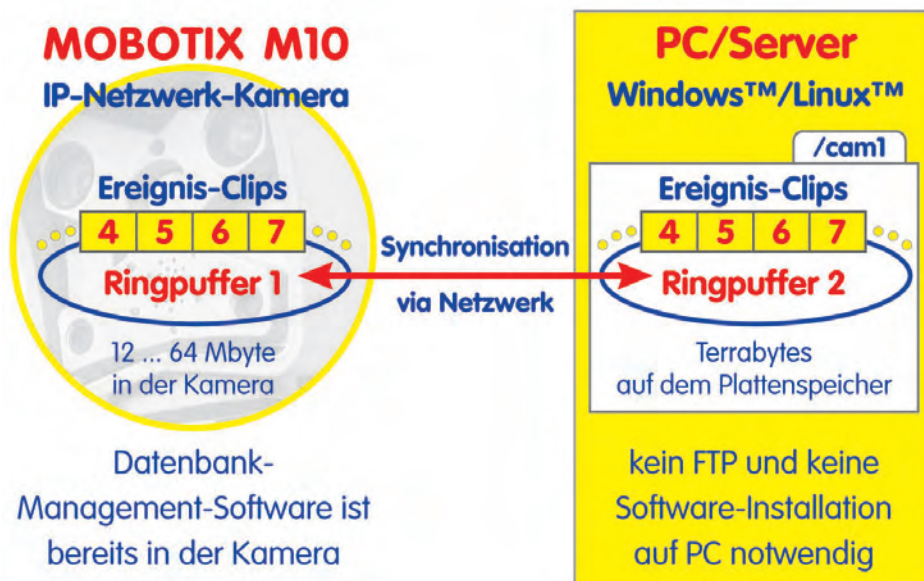 MOBOTIX M10
IP-Netzwerk-Kamera
Ereignis-Clips
4 5 6 7
Ringpuffer 1
12 ... 64 Mbyte
in der Kamera
Datenbank-
Management-Software ist
bereits in der Kamera
Synchronisation
via Netzwerk
PC/Server
Windows™/Linux™
/cam1
Ereignis-Clips
4 5 6 7
Ringpuffer 2
Terrabytes
auf dem Plattenspeicher
kein FTP und keine
Software-Installation
auf PC notwendig